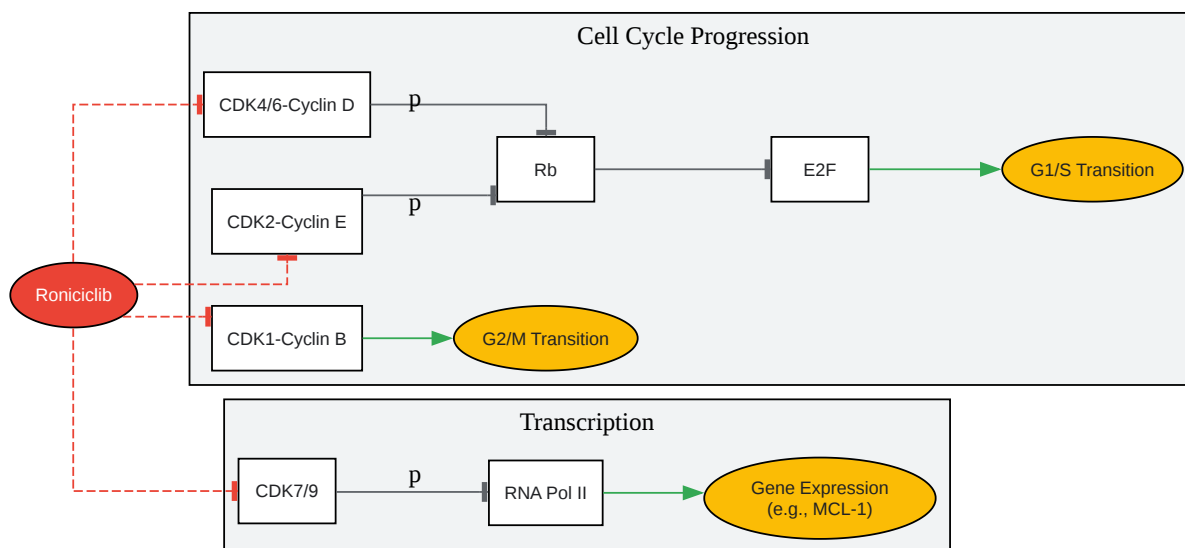 Cell Cycle Progression
CDK4/6-Cyclin D
p
Rb
E2F
G1/S Transition
CDK2-Cyclin E
p
Roniciclib
CDK1-Cyclin B
G2/M Transition
Transcription
CDK7/9
p
RNA Pol II
Gene Expression
(e.g., MCL-1)